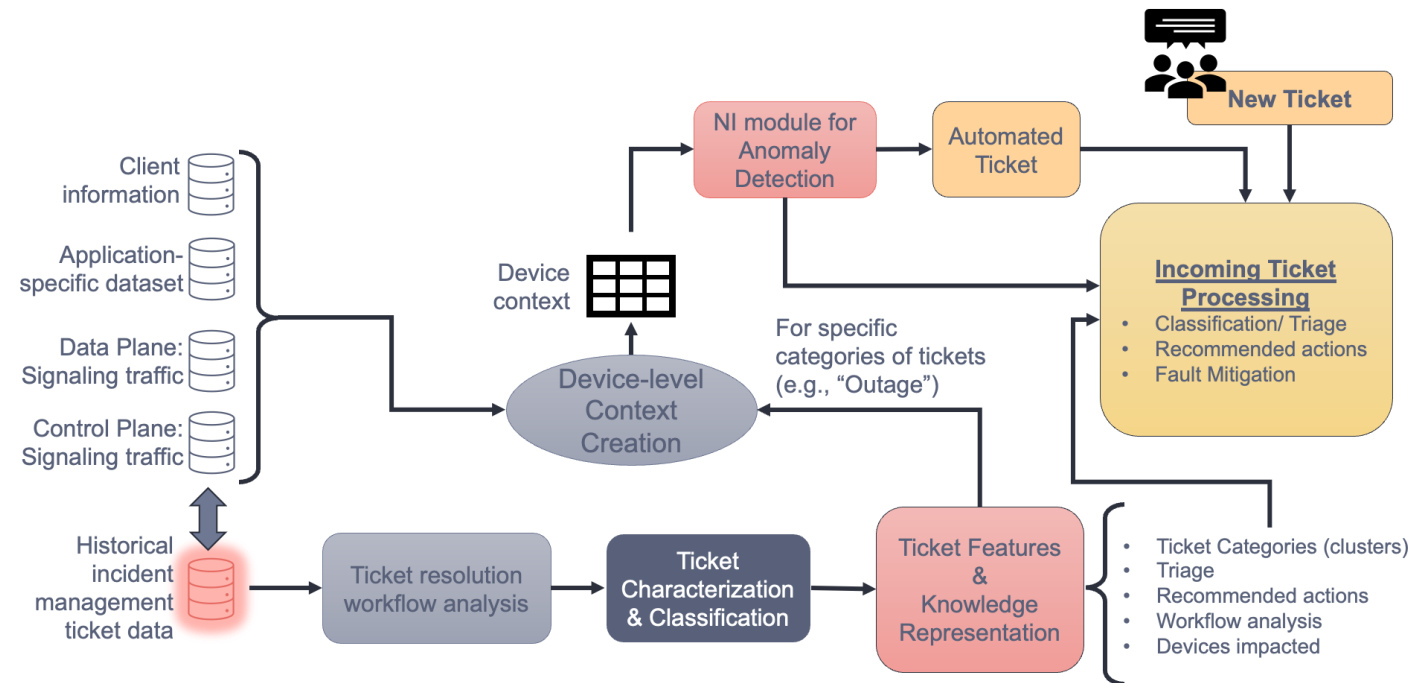 New Ticket
NI module for
Anomaly
Detection
Automated
Ticket
Client
information
Application-
specific dataset
Data Plane:
Signaling traffic
Control Plane:
Signaling traffic
Device
context
Incoming Ticket
Processing
• Classification/ Triage
• Recommended actions
• Fault Mitigation
For specific
categories of tickets
(e.g., “Outage”)
Device-level
Context
Creation
Historical
incident
management
ticket data
Ticket resolution
workflow analysis
Ticket
Characterization
& Classification
Ticket Features
&
Knowledge
Representation
• Ticket Categories (clusters)
• Triage
• Recommended actions
• Workflow analysis
• Devices impacted